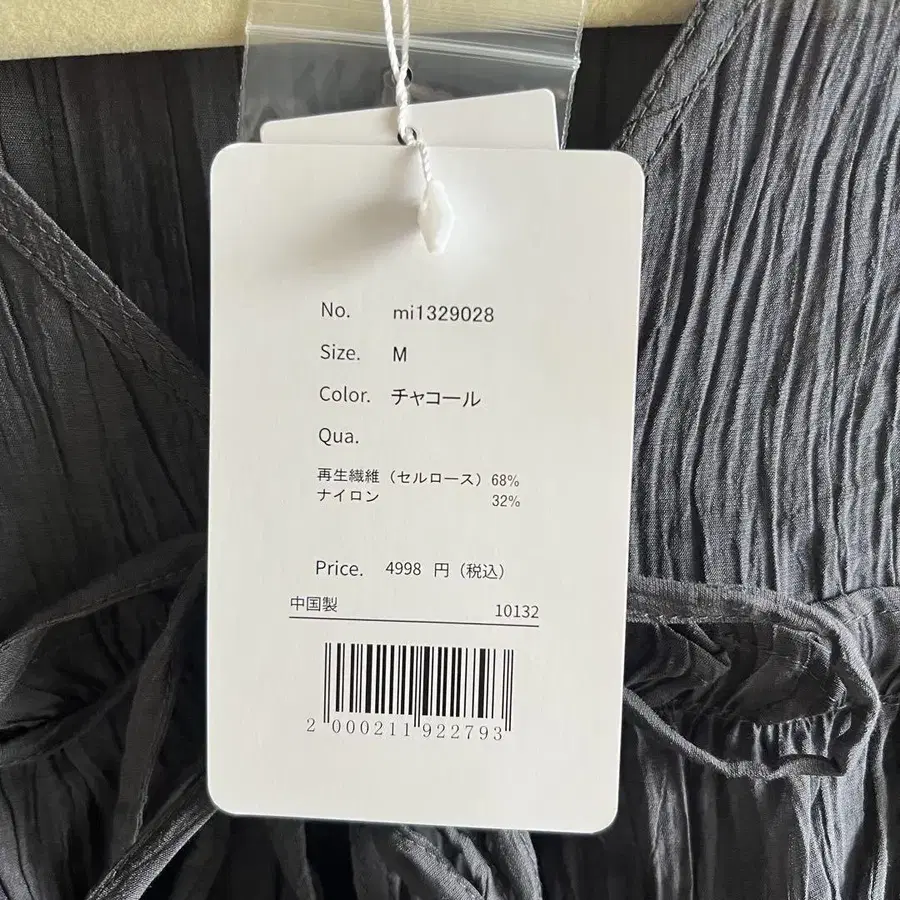 No. mi1329028
Size. M
Color. チャコール
Qua.
再生繊維（セルロース）68%
ナイロン 32%
Price. 4998 円（税込）
中国製 10132
2 000211 922793